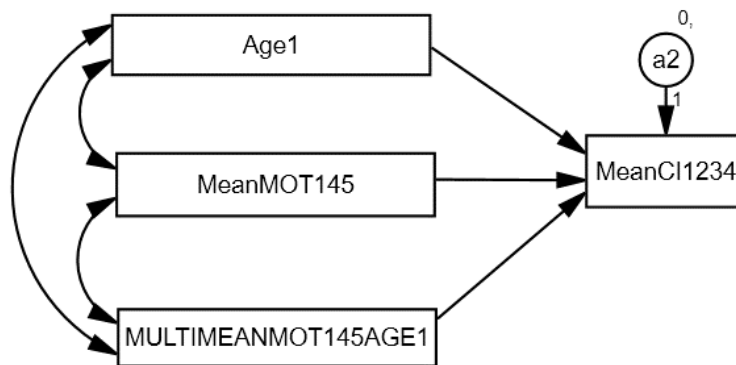 0,
Age1
a2
1
MeanMOT145
MeanCI1234
MULTIMEANMOT145AGE1